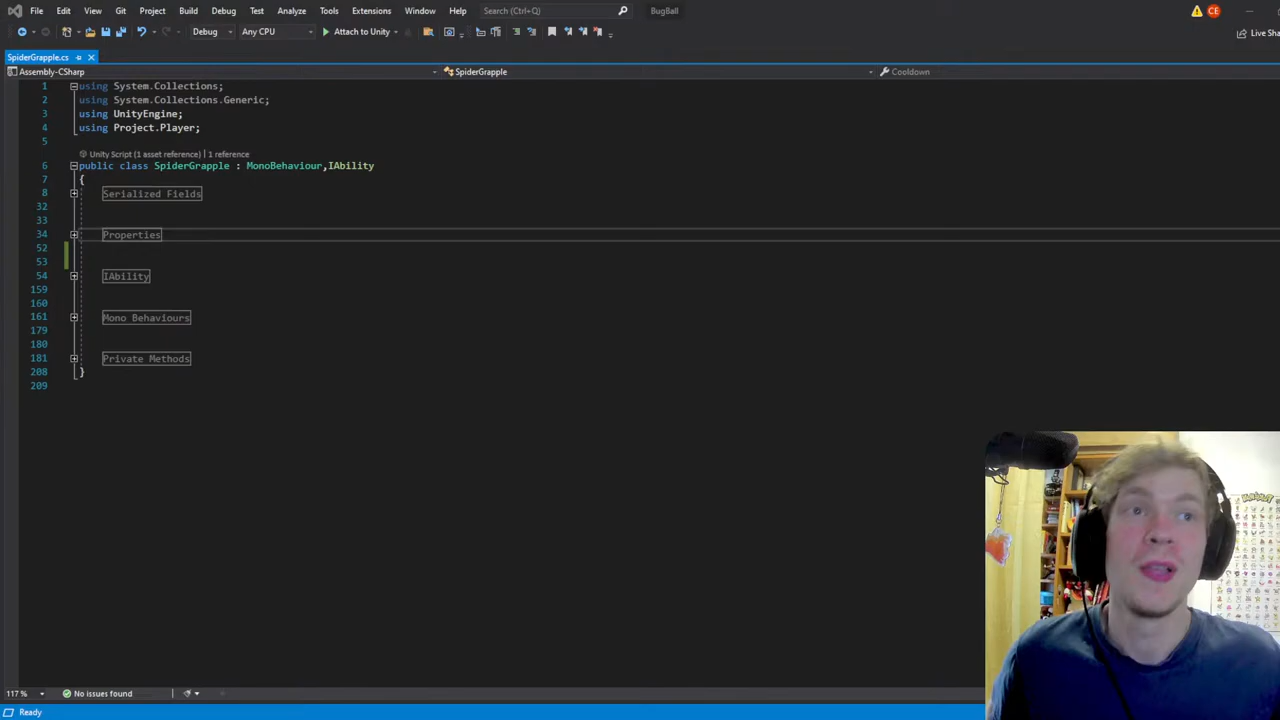 File Edit View Git Project Build Debug Test Analyze Tools Extensions Window Help Search (Ctrl+Q) BugBall CE
Debug Any CPU Attach to Unity Live Sha
SpiderGrapple.cs
Assembly-CSharp SpiderGrapple Cooldown
1 using System.Collections;
2 using System.Collections.Generic;
3 using UnityEngine;
4 using Project.Player;
5
Unity Script (1 asset reference) | 1 reference
6 public class SpiderGrapple : MonoBehaviour,IAbility
7 {
8 Serialized Fields
32
33
34 Properties
52
53
54 IAbility
159
160
161 Mono Behaviours
179
180
181 Private Methods
208 }
209
117 % No issues found
Ready